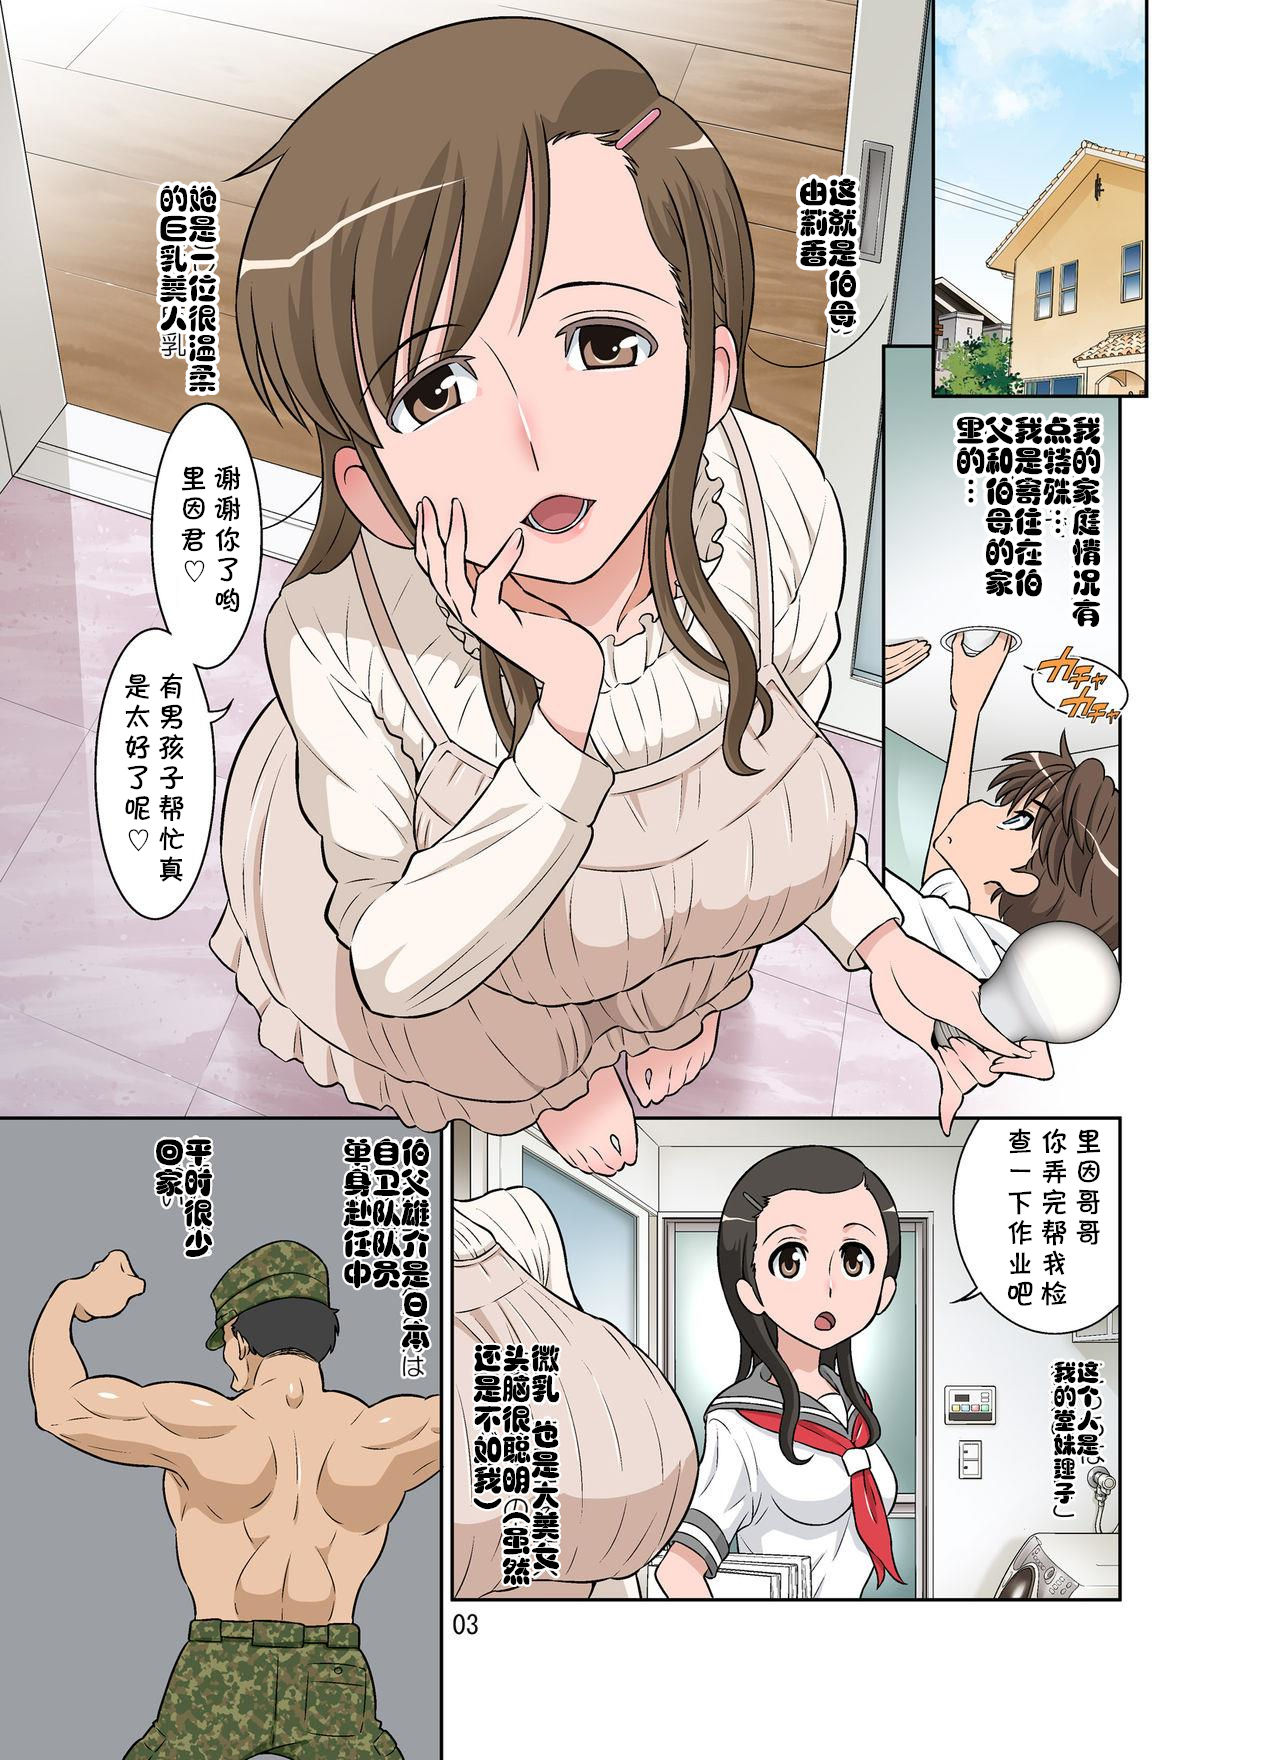 我的家庭情况有
点特殊…
我是寄住在伯
父和伯母的家
里的…
ガチャ
ガチャ
这就是伯母
由莉香
她是一位很温柔
的巨乳美人
乳
谢谢你了哟
里因君♡
有男孩子帮忙真
是太好了呢♡
里因哥哥
你弄完帮我检
查一下作业吧
这个人是
我的堂妹理子
微乳 也是大美女
头脑很聪明（虽然
还是不如我）
伯父雄介是日本
は
自卫队队员
单身赴任中
平时很少
回家
03